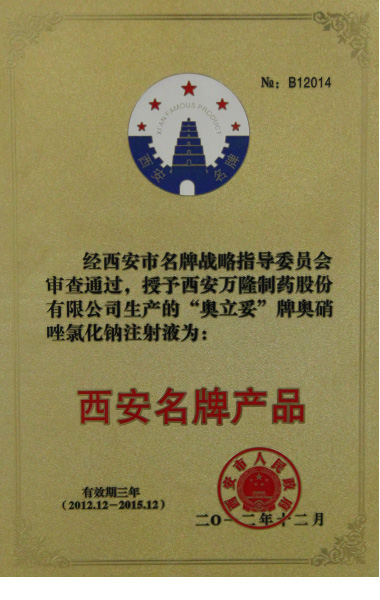 №: B12014
XI'AN FAMOUS PRODUCT
西安名牌
经西安市名牌战略指导委员会
审查通过，授予西安万隆制药股份
有限公司生产的“奥立妥”牌奥硝
唑氯化钠注射液为：
西安名牌产品
西安市人民政府
有效期三年
(2012.12—2015.12)
二O一二年十二月